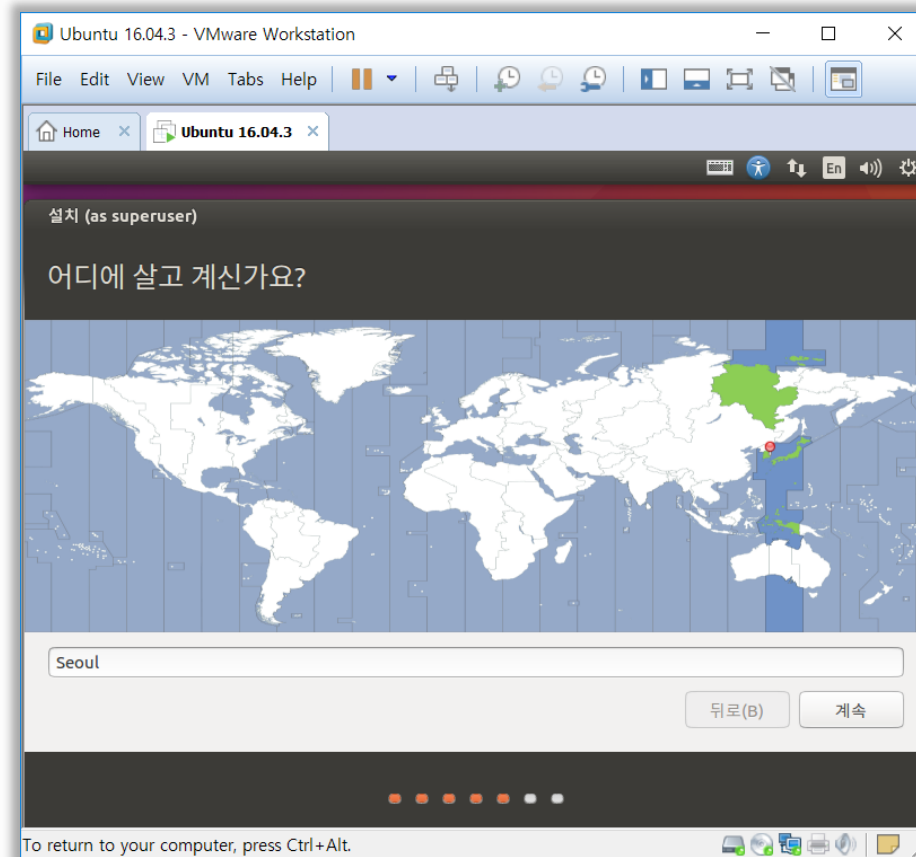 Ubuntu 16.04.3 - VMware Workstation
File Edit View VM Tabs Help
Home Ubuntu 16.04.3
En
설치 (as superuser)
어디에 살고 계신가요?
Seoul
뒤로(B) 계속
To return to your computer, press Ctrl+Alt.